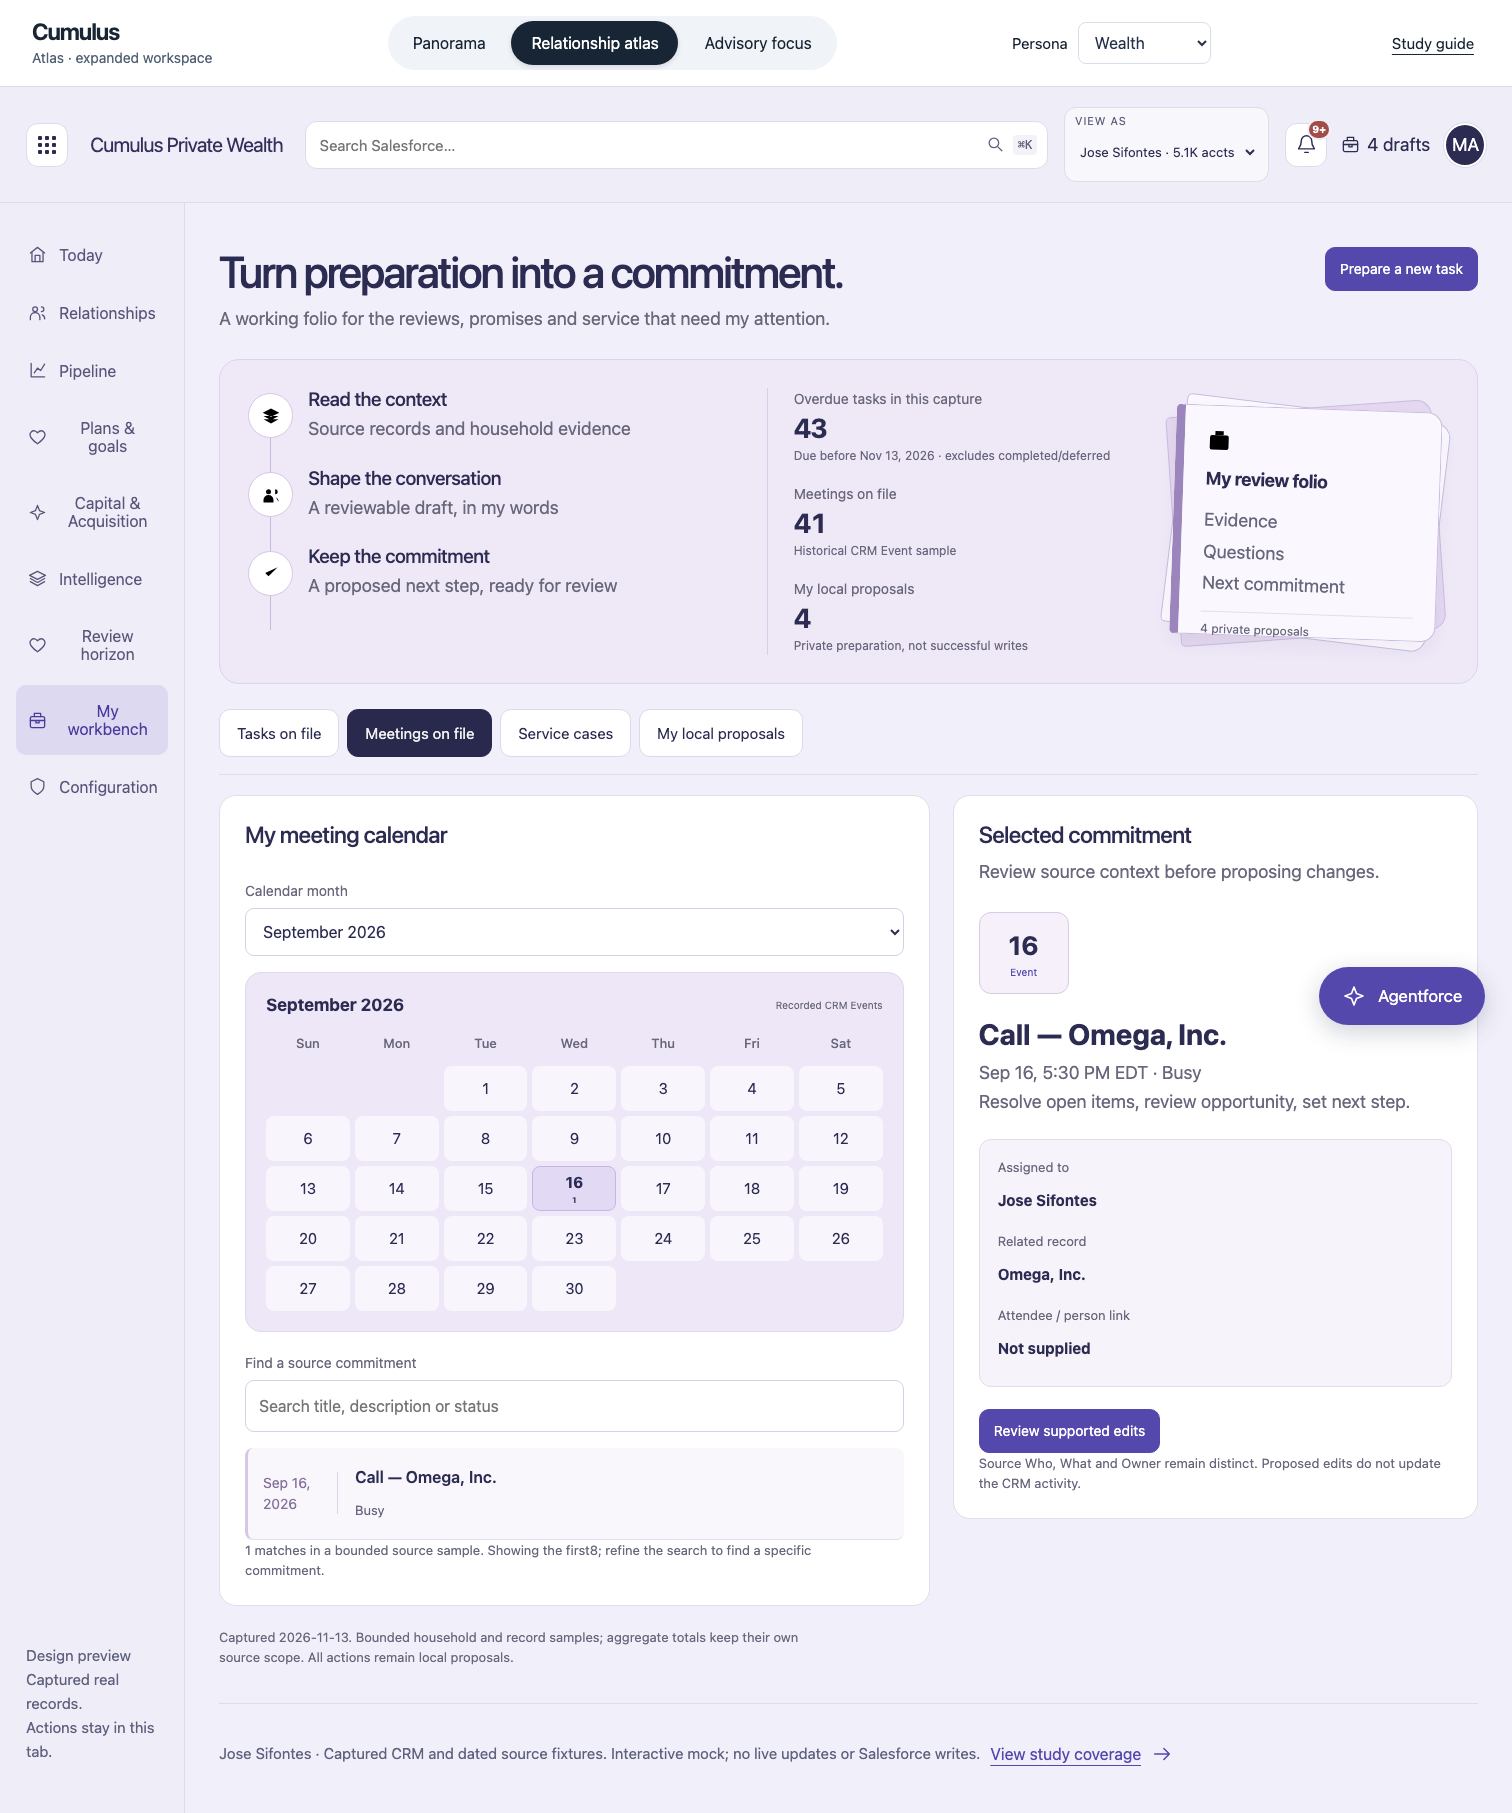 Cumulus
Atlas · expanded workspace
Panorama
Relationship atlas
Advisory focus
Persona
Wealth
Study guide
Cumulus Private Wealth
Search Salesforce...
⌘K
VIEW AS
Jose Sifontes · 5.1K accts
9+
4 drafts
MA
Today
Relationships
Pipeline
Plans &
goals
Capital &
Acquisition
Intelligence
Review
horizon
My
workbench
Configuration
Design preview
Captured real
records.
Actions stay in this
tab.
Turn preparation into a commitment.
A working folio for the reviews, promises and service that need my attention.
Prepare a new task
Read the context
Source records and household evidence
Shape the conversation
A reviewable draft, in my words
Keep the commitment
A proposed next step, ready for review
Overdue tasks in this capture
43
Due before Nov 13, 2026 · excludes completed/deferred
Meetings on file
41
Historical CRM Event sample
My local proposals
4
Private preparation, not successful writes
My review folio
Evidence
Questions
Next commitment
4 private proposals
Tasks on file
Meetings on file
Service cases
My local proposals
My meeting calendar
Calendar month
September 2026
September 2026
Recorded CRM Events
Sun Mon Tue Wed Thu Fri Sat
1 2 3 4 5
6 7 8 9 10 11 12
13 14 15 16 17 18 19
1
20 21 22 23 24 25 26
27 28 29 30
Find a source commitment
Search title, description or status
Sep 16,
2026
Call — Omega, Inc.
Busy
1 matches in a bounded source sample. Showing the first8; refine the search to find a specific
commitment.
Selected commitment
Review source context before proposing changes.
16
Event
Agentforce
Call — Omega, Inc.
Sep 16, 5:30 PM EDT · Busy
Resolve open items, review opportunity, set next step.
Assigned to
Jose Sifontes
Related record
Omega, Inc.
Attendee / person link
Not supplied
Review supported edits
Source Who, What and Owner remain distinct. Proposed edits do not update
the CRM activity.
Captured 2026-11-13. Bounded household and record samples; aggregate totals keep their own
source scope. All actions remain local proposals.
Jose Sifontes · Captured CRM and dated source fixtures. Interactive mock; no live updates or Salesforce writes.
View study coverage